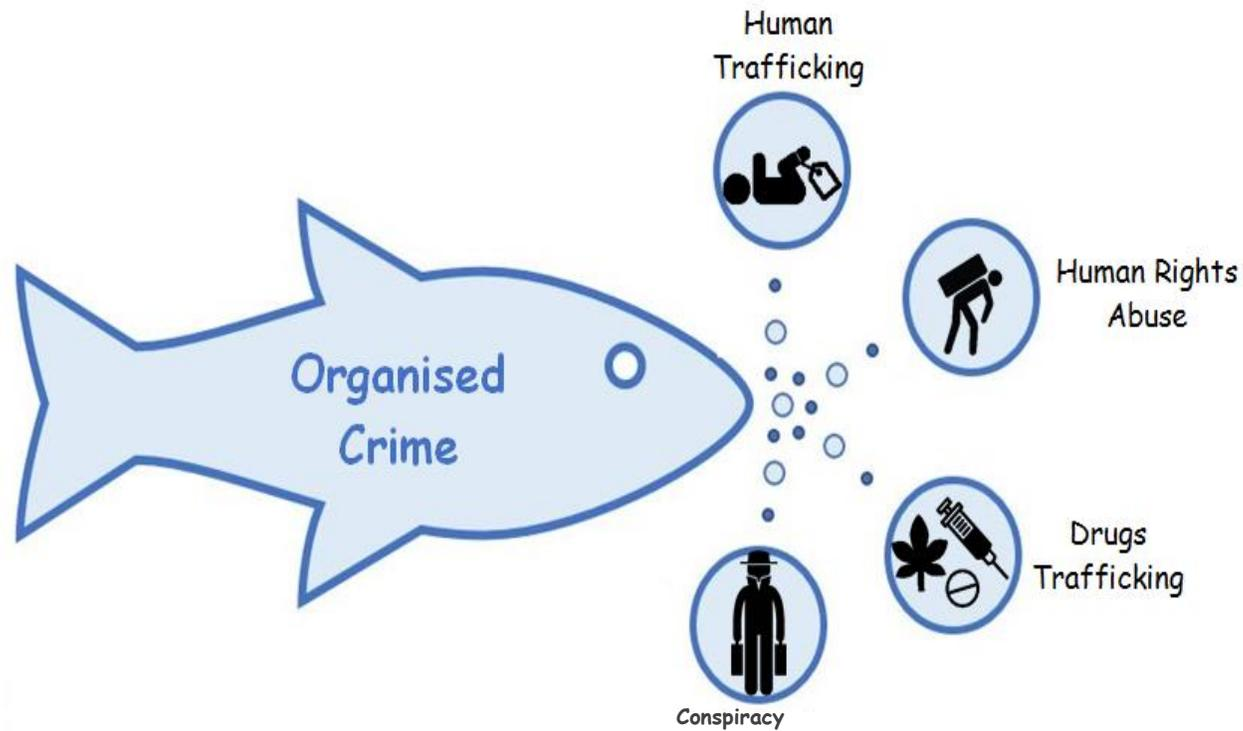 Human
Trafficking
Human Rights
Abuse
Organised
Crime
Drugs
Trafficking
Conspiracy